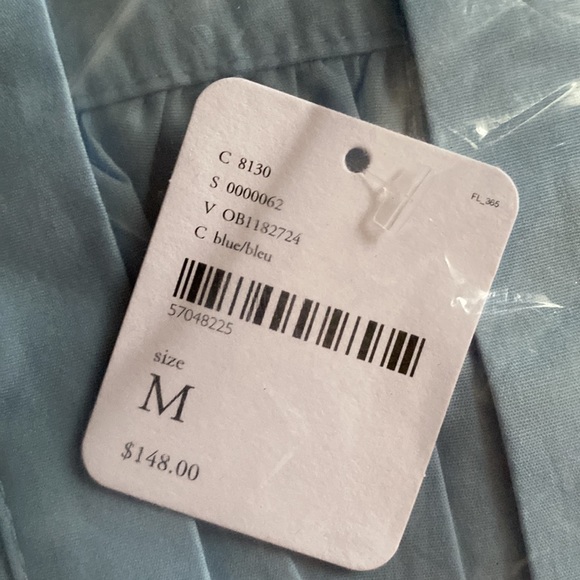 FL_365
C 8130
S 0000062
V OB1182724
C blue/bleu
57048225
size
M
$148.00